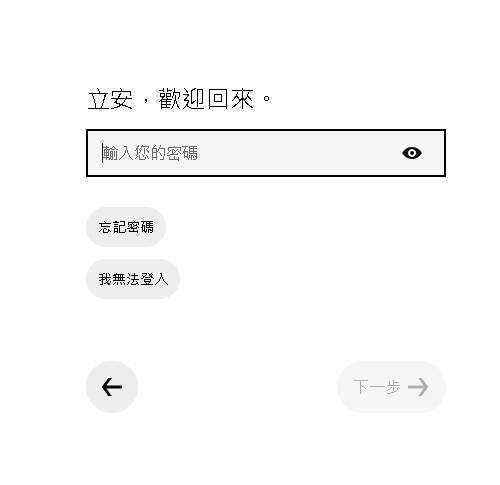 立安，歡迎回來。
輸入您的密碼
忘記密碼
我無法登入
下一步